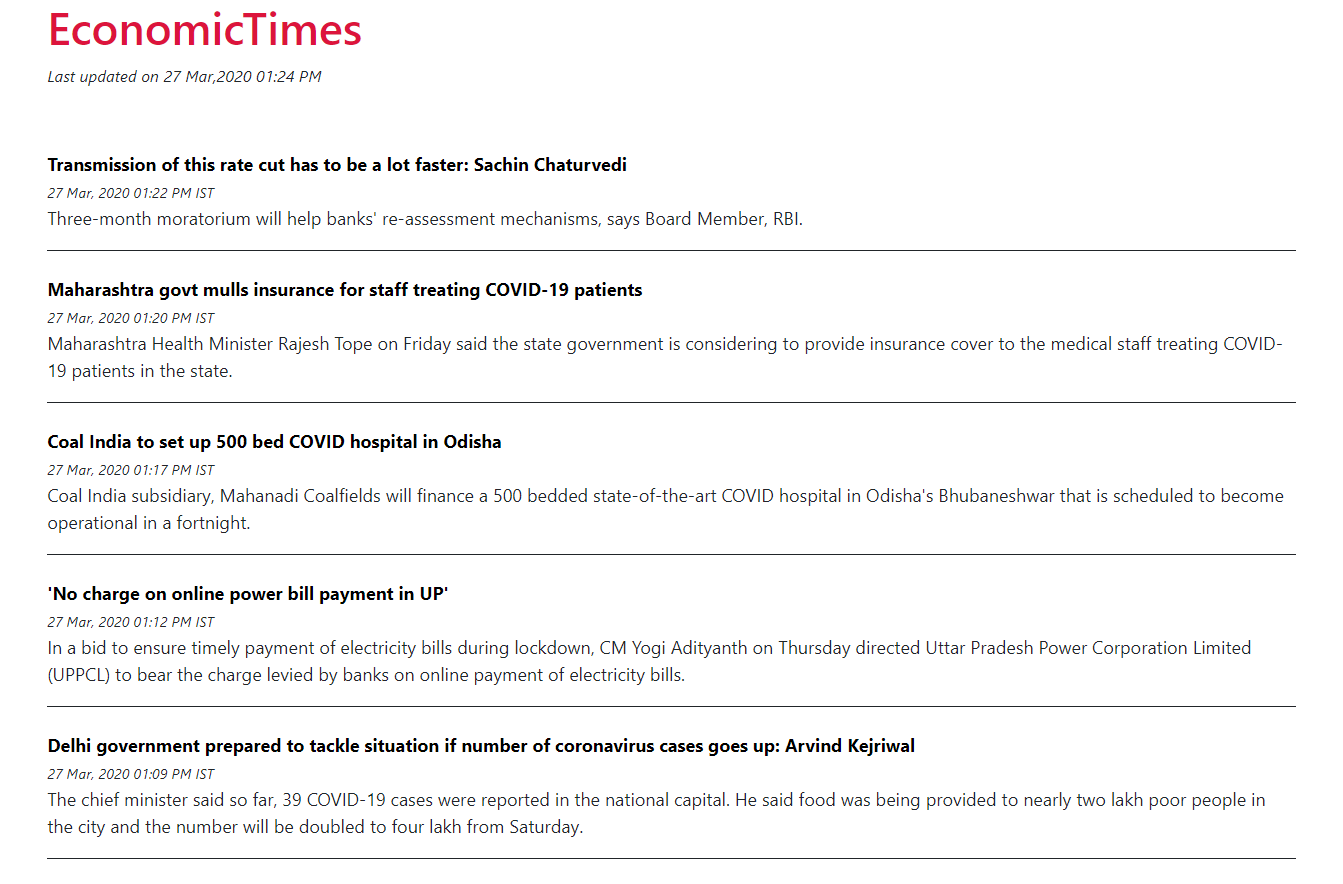 EconomicTimes
Last updated on 27 Mar,2020 01:24 PM
Transmission of this rate cut has to be a lot faster: Sachin Chaturvedi
27 Mar, 2020 01:22 PM IST
Three-month moratorium will help banks' re-assessment mechanisms, says Board Member, RBI.
Maharashtra govt mulls insurance for staff treating COVID-19 patients
27 Mar, 2020 01:20 PM IST
Maharashtra Health Minister Rajesh Tope on Friday said the state government is considering to provide insurance cover to the medical staff treating COVID-
19 patients in the state.
Coal India to set up 500 bed COVID hospital in Odisha
27 Mar, 2020 01:17 PM IST
Coal India subsidiary, Mahanadi Coalfields will finance a 500 bedded state-of-the-art COVID hospital in Odisha's Bhubaneshwar that is scheduled to become
operational in a fortnight.
'No charge on online power bill payment in UP'
27 Mar, 2020 01:12 PM IST
In a bid to ensure timely payment of electricity bills during lockdown, CM Yogi Adityanth on Thursday directed Uttar Pradesh Power Corporation Limited
(UPPCL) to bear the charge levied by banks on online payment of electricity bills.
Delhi government prepared to tackle situation if number of coronavirus cases goes up: Arvind Kejriwal
27 Mar, 2020 01:09 PM IST
The chief minister said so far, 39 COVID-19 cases were reported in the national capital. He said food was being provided to nearly two lakh poor people in
the city and the number will be doubled to four lakh from Saturday.